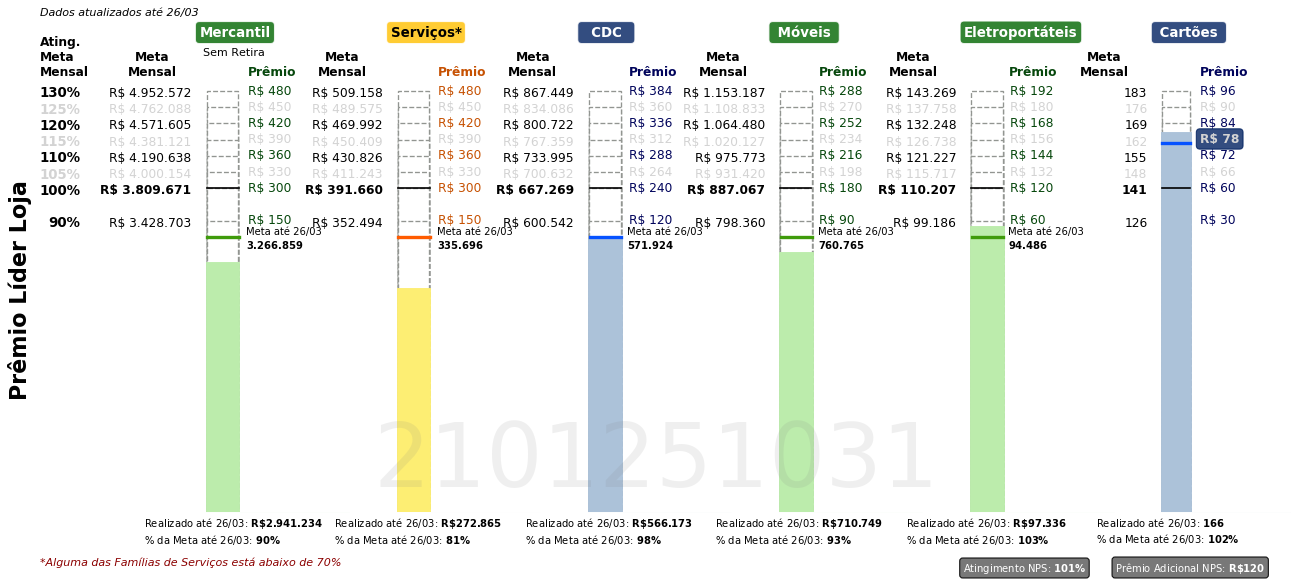 Dados atualizados até 26/03
Mercantil Serviços* CDC Móveis Eletroportáteis Cartões
Sem Retira
Ating. Meta Mensal
Meta Mensal Prêmio Meta Mensal Prêmio Meta Mensal Prêmio Meta Mensal Prêmio Meta Mensal Prêmio Meta Mensal Prêmio
130% R$ 4.952.572 R$ 480 R$ 509.158 R$ 480 R$ 867.449 R$ 384 R$ 1.153.187 R$ 288 R$ 143.269 R$ 192 183 R$ 96
125% R$ 4.762.088 R$ 450 R$ 489.575 R$ 450 R$ 834.086 R$ 360 R$ 1.108.833 R$ 270 R$ 137.758 R$ 180 176 R$ 90
120% R$ 4.571.605 R$ 420 R$ 469.992 R$ 420 R$ 800.722 R$ 336 R$ 1.064.480 R$ 252 R$ 132.248 R$ 168 169 R$ 84
115% R$ 4.381.121 R$ 390 R$ 450.409 R$ 390 R$ 767.359 R$ 312 R$ 1.020.127 R$ 234 R$ 126.738 R$ 156 162 R$ 78
110% R$ 4.190.638 R$ 360 R$ 430.826 R$ 360 R$ 733.995 R$ 288 R$ 975.773 R$ 216 R$ 121.227 R$ 144 155 R$ 72
105% R$ 4.000.154 R$ 330 R$ 411.243 R$ 330 R$ 700.632 R$ 264 R$ 931.420 R$ 198 R$ 115.717 R$ 132 148 R$ 66
100% R$ 3.809.671 R$ 300 R$ 391.660 R$ 300 R$ 667.269 R$ 240 R$ 887.067 R$ 180 R$ 110.207 R$ 120 141 R$ 60
90% R$ 3.428.703 R$ 150 R$ 352.494 R$ 150 R$ 600.542 R$ 120 R$ 798.360 R$ 90 R$ 99.186 R$ 60 126 R$ 30
Meta até 26/03 Meta até 26/03 Meta até 26/03 Meta até 26/03 Meta até 26/03
3.266.859 335.696 571.924 760.765 94.486
Prêmio Líder Loja
2101251031
Realizado até 26/03: R$2.941.234 Realizado até 26/03: R$272.865 Realizado até 26/03: R$566.173 Realizado até 26/03: R$710.749 Realizado até 26/03: R$97.336 Realizado até 26/03: 166
% da Meta até 26/03: 90% % da Meta até 26/03: 81% % da Meta até 26/03: 98% % da Meta até 26/03: 93% % da Meta até 26/03: 103% % da Meta até 26/03: 102%
*Alguma das Famílias de Serviços está abaixo de 70%
Atingimento NPS: 101% Prêmio Adicional NPS: R$120